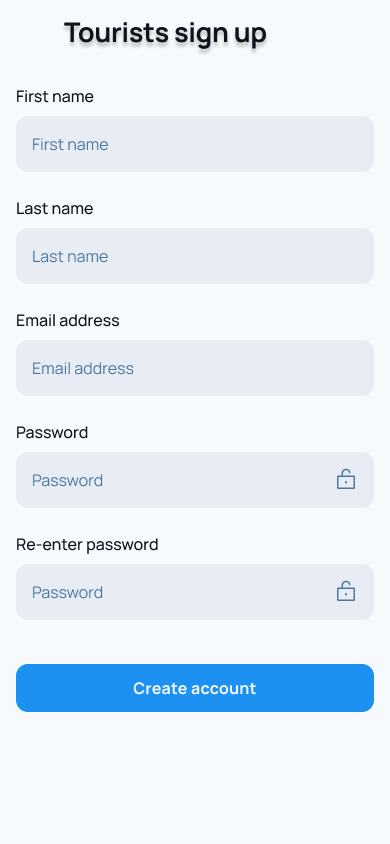 Tourists sign up
First name
First name
Last name
Last name
Email address
Email address
Password
Password
Re-enter password
Password
Create account